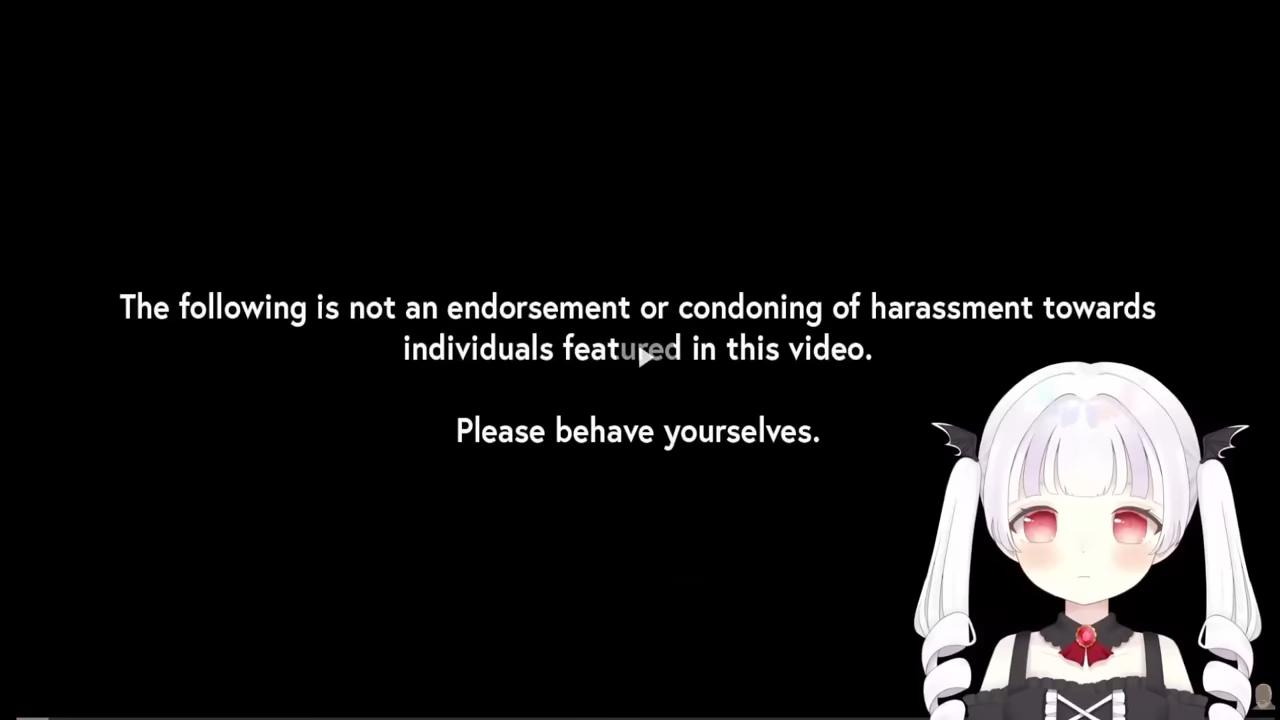 The following is not an endorsement or condoning of harassment towards
individuals featured in this video.
Please behave yourselves.